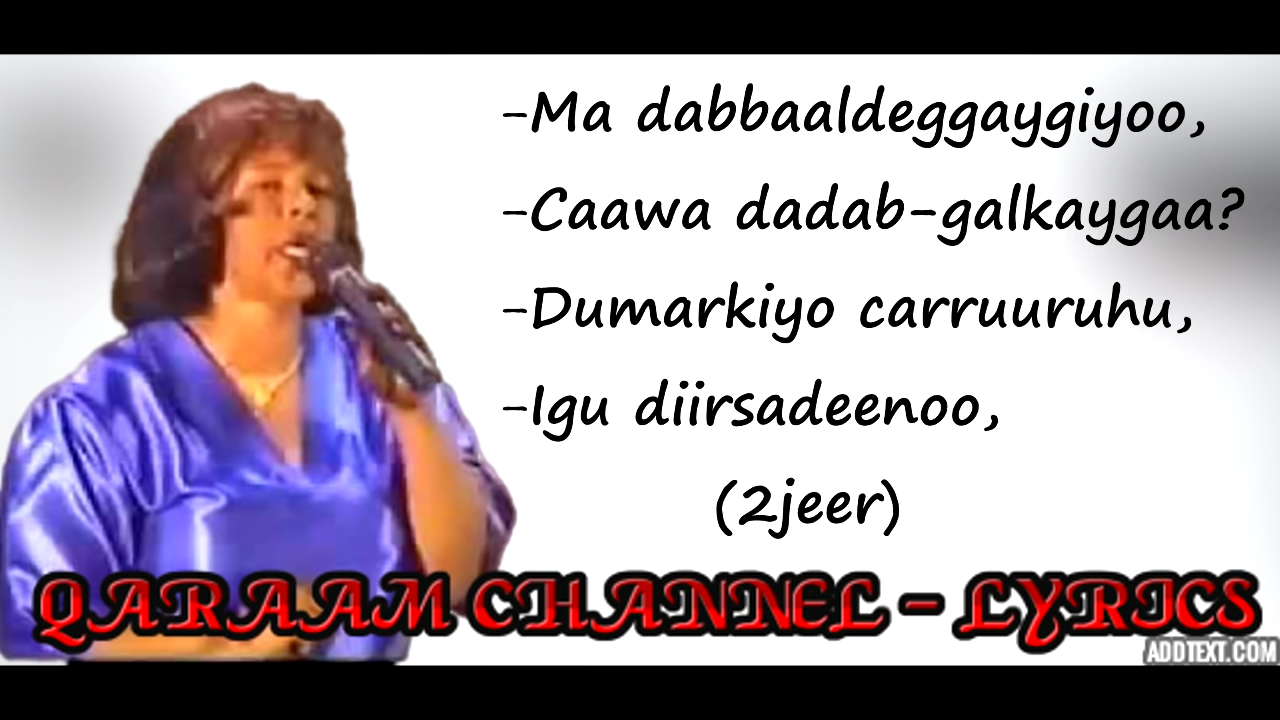 -Ma dabbaaldeggaygiyoo,
-Caawa dadab-galkaygaa?
-Dumarkiyo carruuruhu,
-Igu diirsadeenoo,
(2jeer)
QARAAM CHANNEL - LYRICS
ADDTEXT.COM